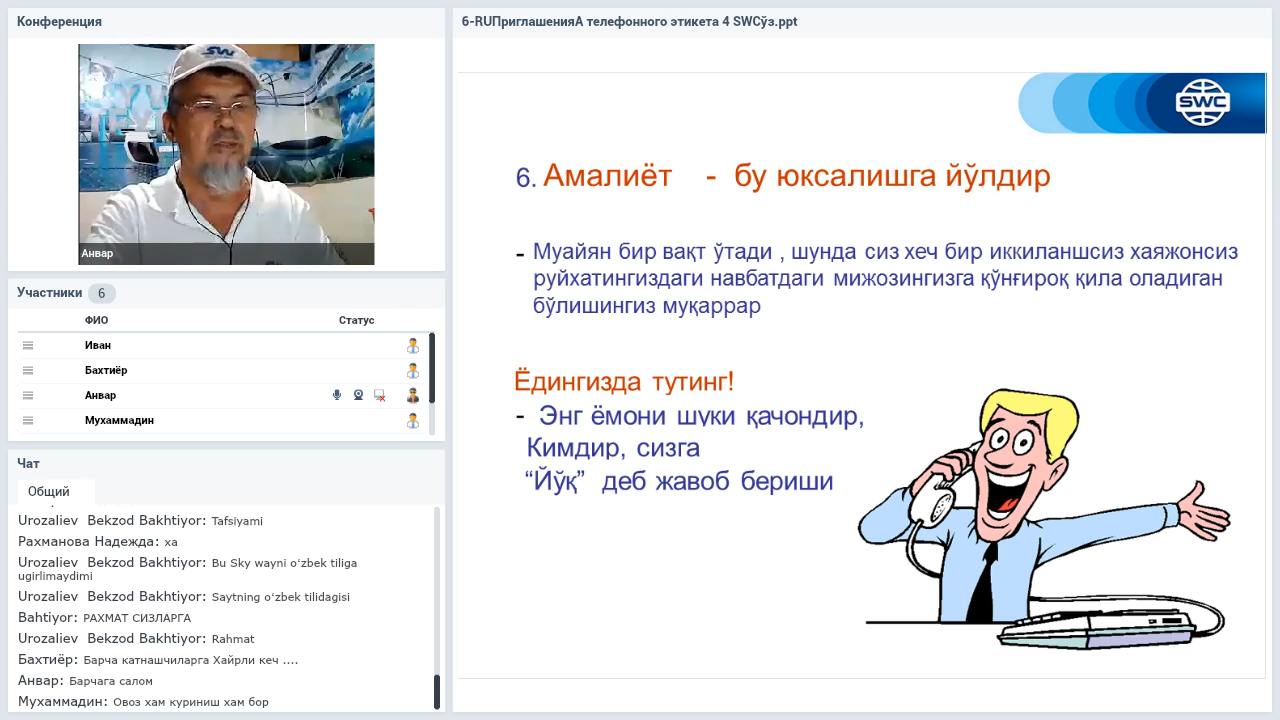 Конференция
SW
Анвар
Участники 6
ФИО Статус
Иван
Бахтиёр
Анвар
Мухаммадин
Чат
Общий
Urozaliev Bekzod Bakhtiyor: Tafsiyami
Рахманова Надежда: ха
Urozaliev Bekzod Bakhtiyor: Bu Sky wayni oʻzbek tiliga
ugirlimaydimi
Urozaliev Bekzod Bakhtiyor: Saytning oʻzbek tilidagisi
Bahtiyor: РАХМАТ СИЗЛАРГА
Urozaliev Bekzod Bakhtiyor: Rahmat
Бахтиёр: Барча катнашчиларга Хайрли кеч ....
Анвар: Барчага салом
Мухаммадин: Овоз хам куриниш хам бор
6-RUПриглашенияА телефонного этикета 4 SWCўз.ppt
SWC
6. Амалиёт - бу юксалишга йўлдир
- Муайян бир вақт ўтади , шунда сиз хеч бир иккиланшсиз хаяжонсиз
руйхатингиздаги навбатдаги мижозингизга қўнғироқ қила оладиган
бўлишингиз муқаррар
Ёдингизда тутинг!
- Энг ёмони шуки қачондир,
Кимдир, сизга
“Йўқ” деб жавоб бериши